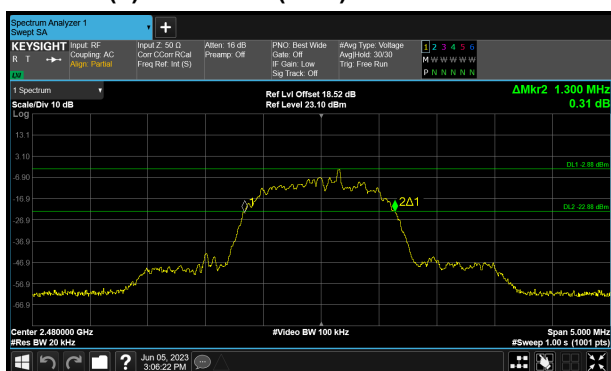 Spectrum Analyzer 1
Swept SA
KEYSIGHT Input: RF Input Z: 50 Ω Atten: 16 dB PNO: Best Wide #Avg Type: Voltage 1 2 3 4 5 6
R T Coupling: AC Corr CCorr RCal Preamp: Off Gate: Off Avg|Hold: 30/30 M W W W W W
Align: Partial Freq Ref: Int (S) IF Gain: Low Trig: Free Run P N N N N N
Sig Track: Off
1 Spectrum Ref Lvl Offset 18.52 dB ΔMkr2 1.300 MHz
Scale/Div 10 dB Ref Level 23.10 dBm 0.31 dB
Log
13.1
3.10
DL1 -2.88 dBm
-6.90
-16.9
1
2Δ1
DL2 -22.88 dBm
-26.9
-36.9
-46.9
-56.9
-66.9
Center 2.480000 GHz #Video BW 100 kHz Span 5.000 MHz
#Res BW 20 kHz #Sweep 1.00 s (1001 pts)
? Jun 05, 2023
3:06:22 PM